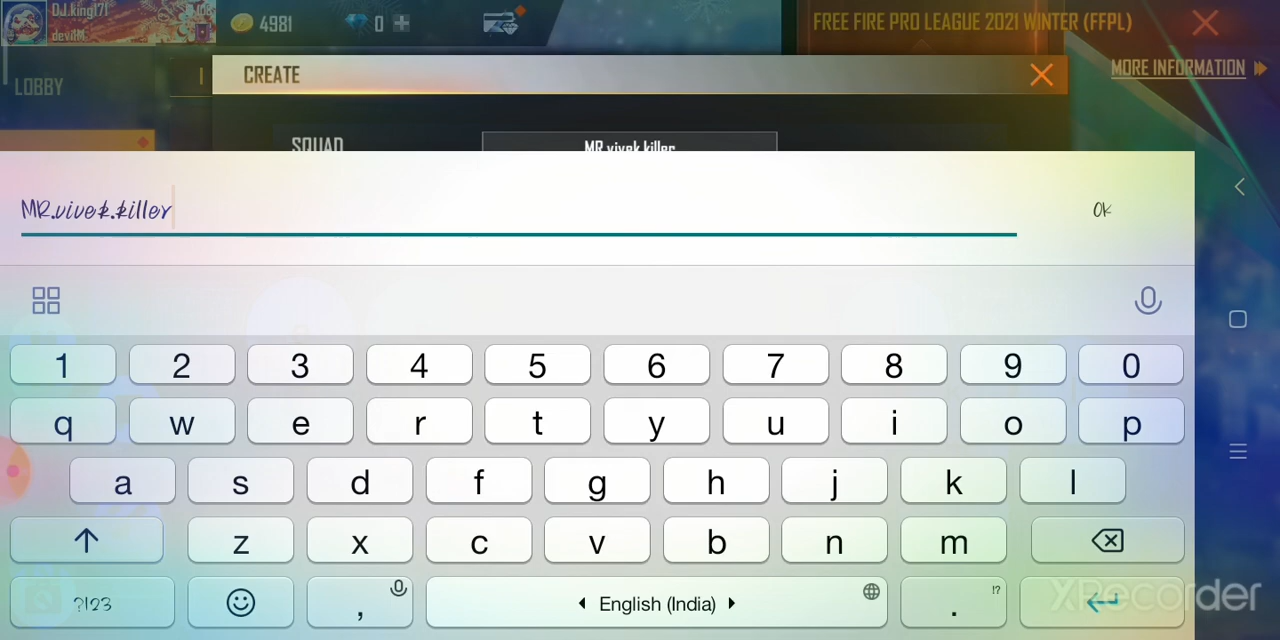 DJ.king171
devilM
4981
0
FREE FIRE PRO LEAGUE 2021 WINTER (FFPL)
LOBBY
CREATE
MORE INFORMATION
SQUAD
MR.vivek.killer
MR.vivek.killer
Ok
1 2 3 4 5 6 7 8 9 0
q w e r t y u i o p
a s d f g h j k l
z x c v b n m
?123 , English (India) . !?
XRecorder